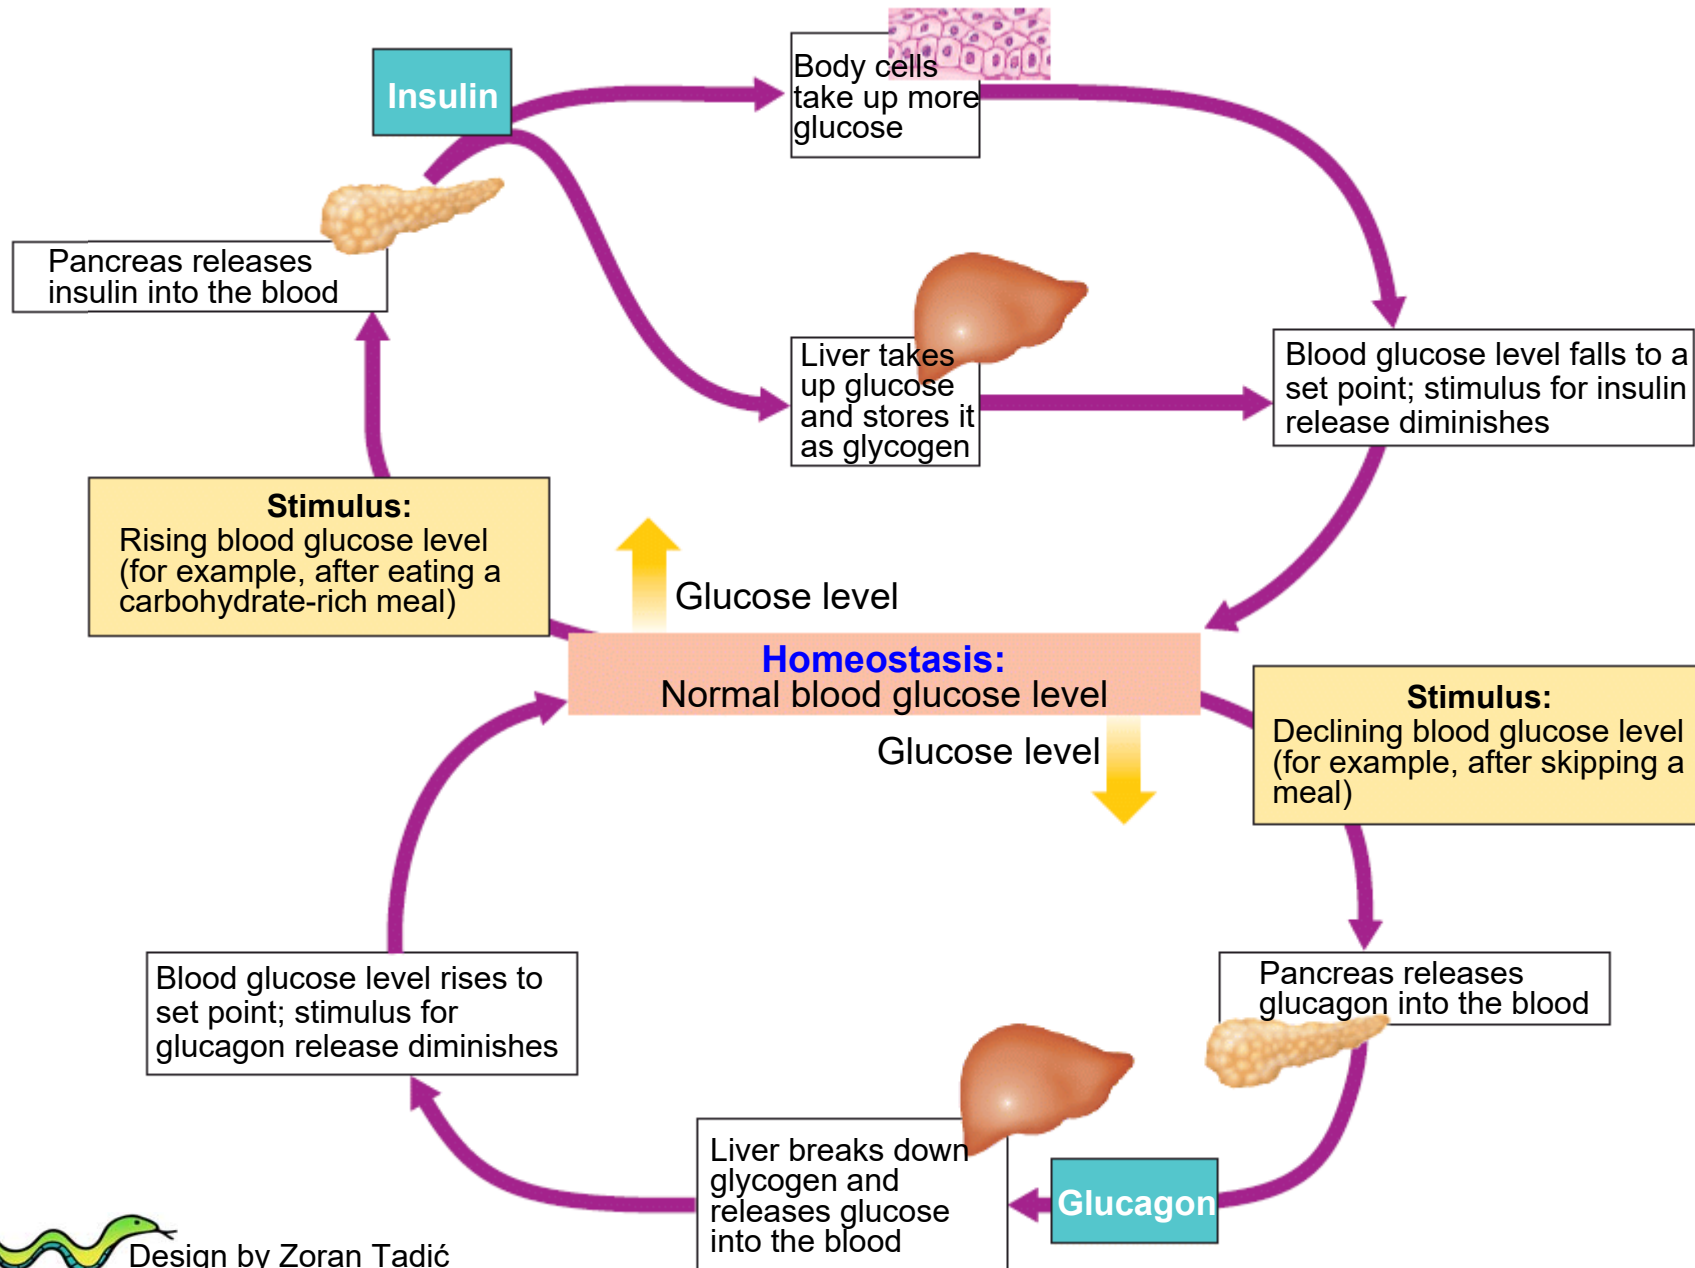 Insulin
Body cells
take up more
glucose
Pancreas releases
insulin into the blood
Liver takes
up glucose
and stores it
as glycogen
Blood glucose level falls to a
set point; stimulus for insulin
release diminishes
Stimulus:
Rising blood glucose level
(for example, after eating a
carbohydrate-rich meal)
Glucose level
Homeostasis:
Normal blood glucose level
Glucose level
Stimulus:
Declining blood glucose level
(for example, after skipping a
meal)
Blood glucose level rises to
set point; stimulus for
glucagon release diminishes
Pancreas releases
glucagon into the blood
Liver breaks down
glycogen and
releases glucose
into the blood
Glucagon
Design by Zoran Tadić